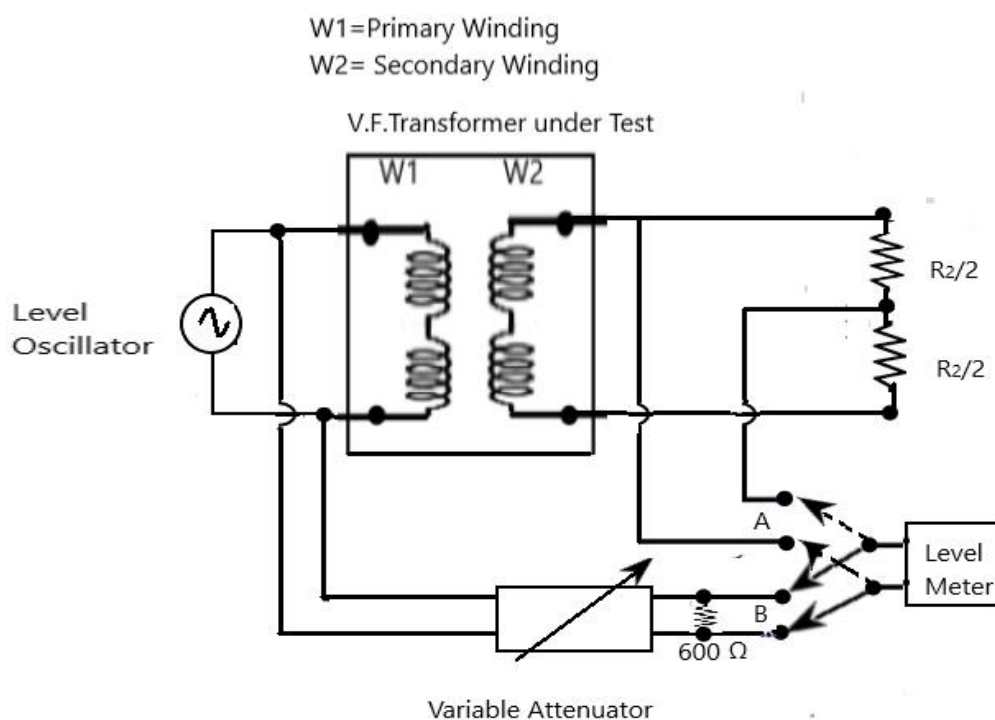 W1=Primary Winding
W2= Secondary Winding
V.F.Transformer under Test
W1
W2
R2/2
Level
Oscillator
R2/2
A
Level
Meter
B
600 Ω
Variable Attenuator